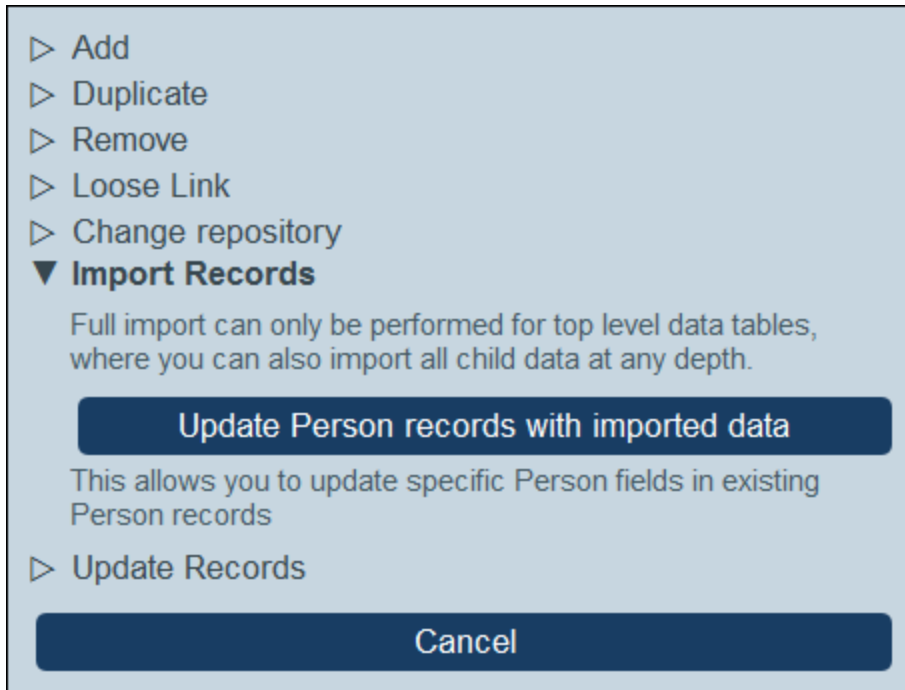 ▷ Add
▷ Duplicate
▷ Remove
▷ Loose Link
▷ Change repository
▼ Import Records
Full import can only be performed for top level data tables,
where you can also import all child data at any depth.
Update Person records with imported data
This allows you to update specific Person fields in existing
Person records
▷ Update Records
Cancel